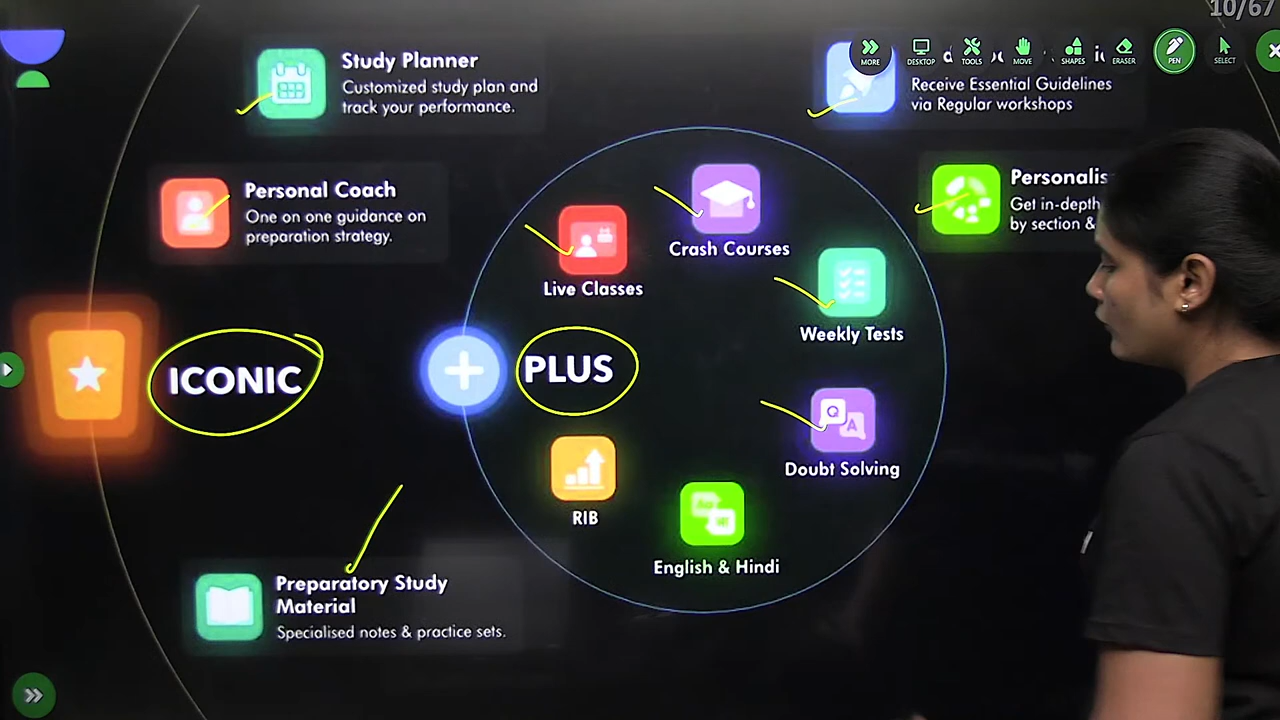 10/67
MORE
DESKTOP
TOOLS
MOVE
SHAPES
ERASER
PEN
SELECT
Study Planner
Customized study plan and
track your performance.
Receive Essential Guidelines
via Regular workshops
Personal Coach
One on one guidance on
preparation strategy.
Personalis
Get in-depth
by section &
Crash Courses
Live Classes
Weekly Tests
ICONIC
PLUS
Q
A
Doubt Solving
RIB
English & Hindi
Preparatory Study
Material
Specialised notes & practice sets.